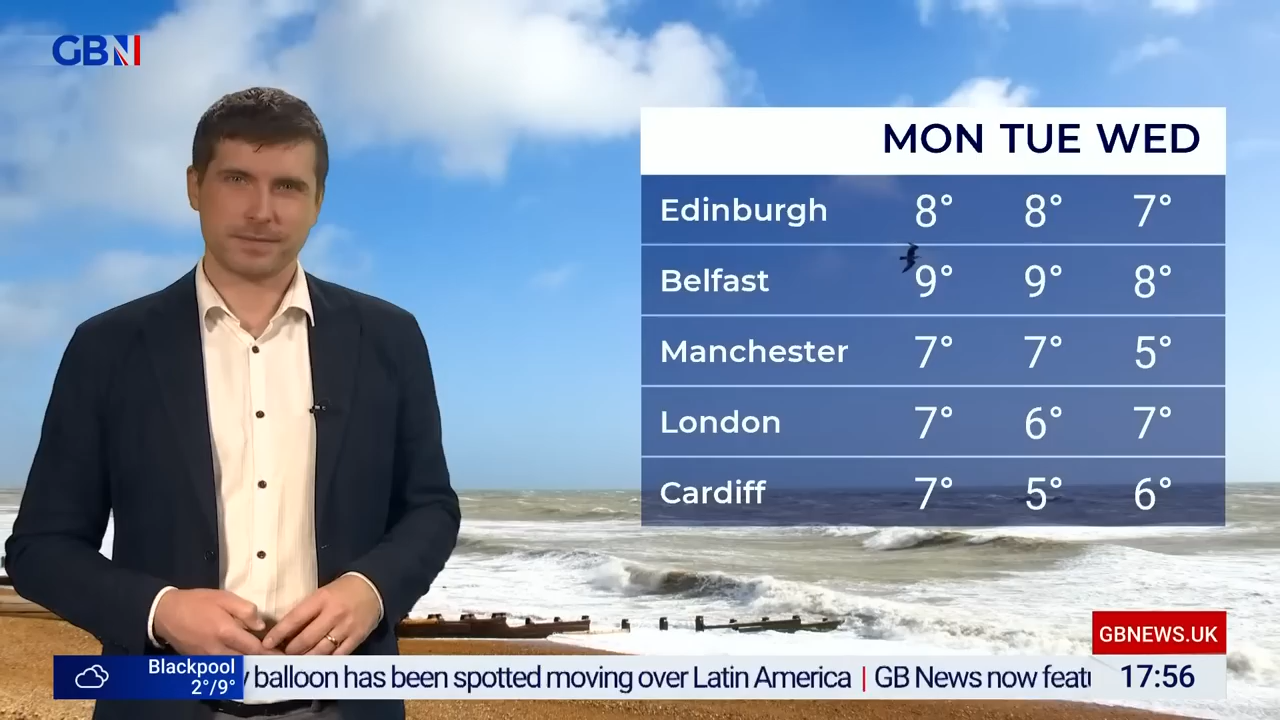 GBN
MON TUE WED
Edinburgh 8° 8° 7°
Belfast 9° 9° 8°
Manchester 7° 7° 5°
London 7° 6° 7°
Cardiff 7° 5° 6°
GBNEWS.UK
Blackpool
2°/9°
balloon has been spotted moving over Latin America | GB News now
17:56